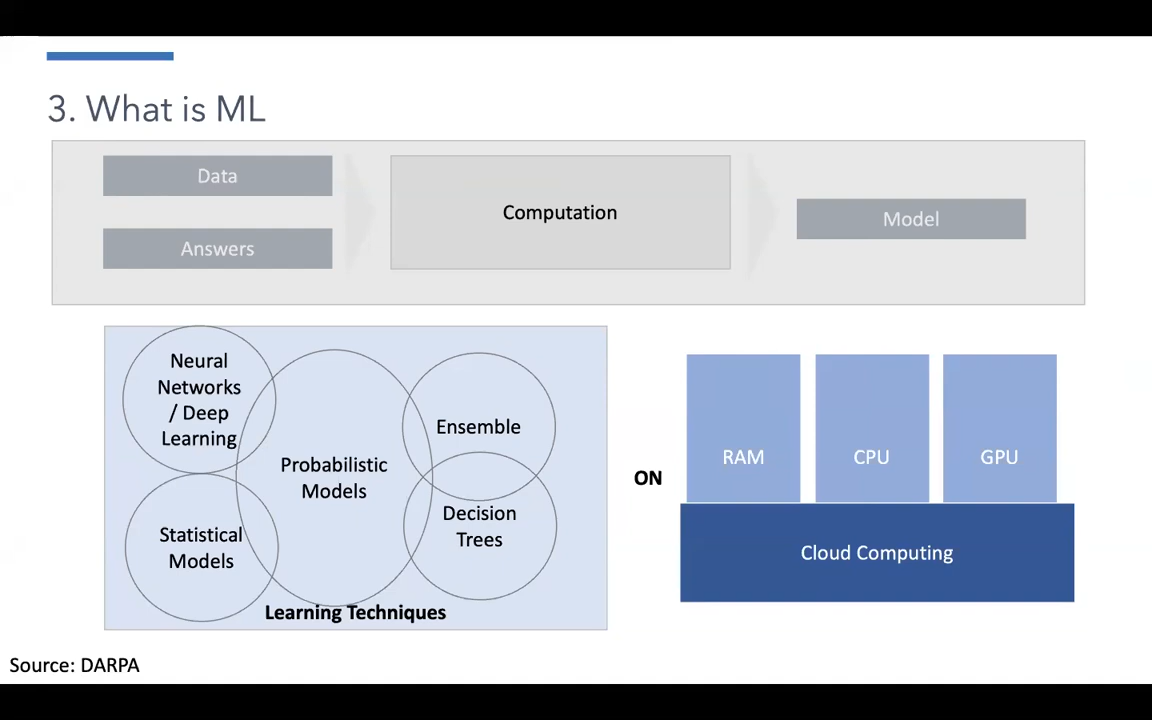 3. What is ML
Data
Answers
Computation
Model
Neural
Networks
/ Deep
Learning
Probabilistic
Models
Ensemble
Statistical
Models
Decision
Trees
Learning Techniques
ON
RAM
CPU
GPU
Cloud Computing
Source: DARPA